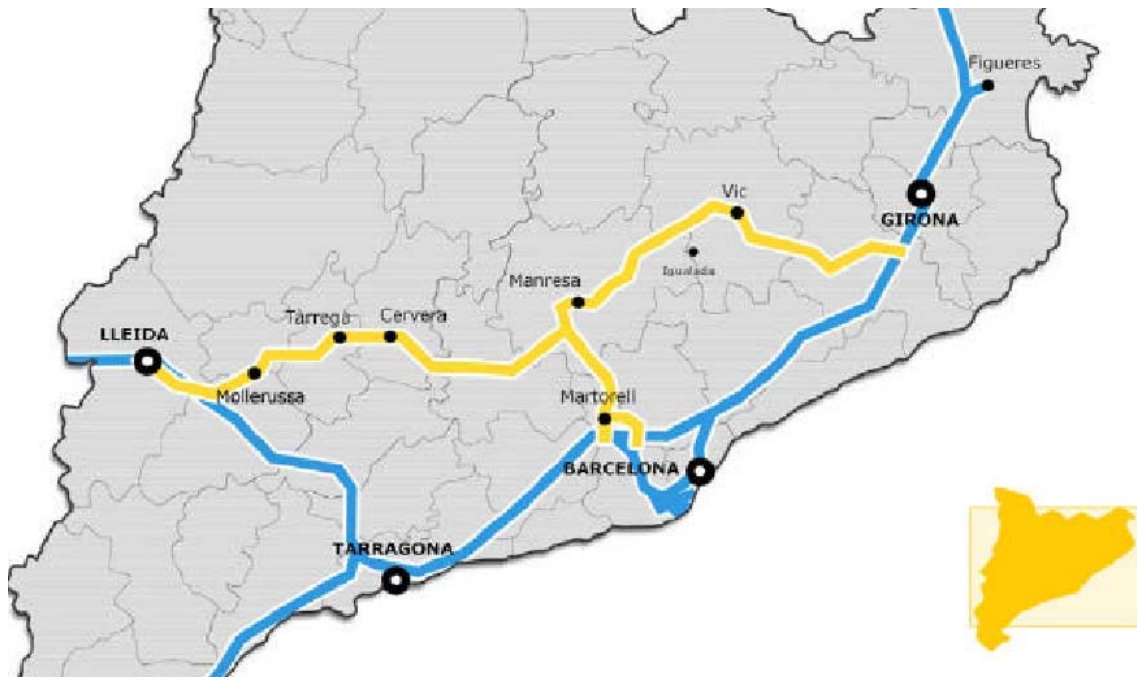 Figueres
Vic
GIRONA
Igualada
Manresa
Tàrrega
Cervera
LLEIDA
Mollerussa
Martorell
BARCELONA
TARRAGONA